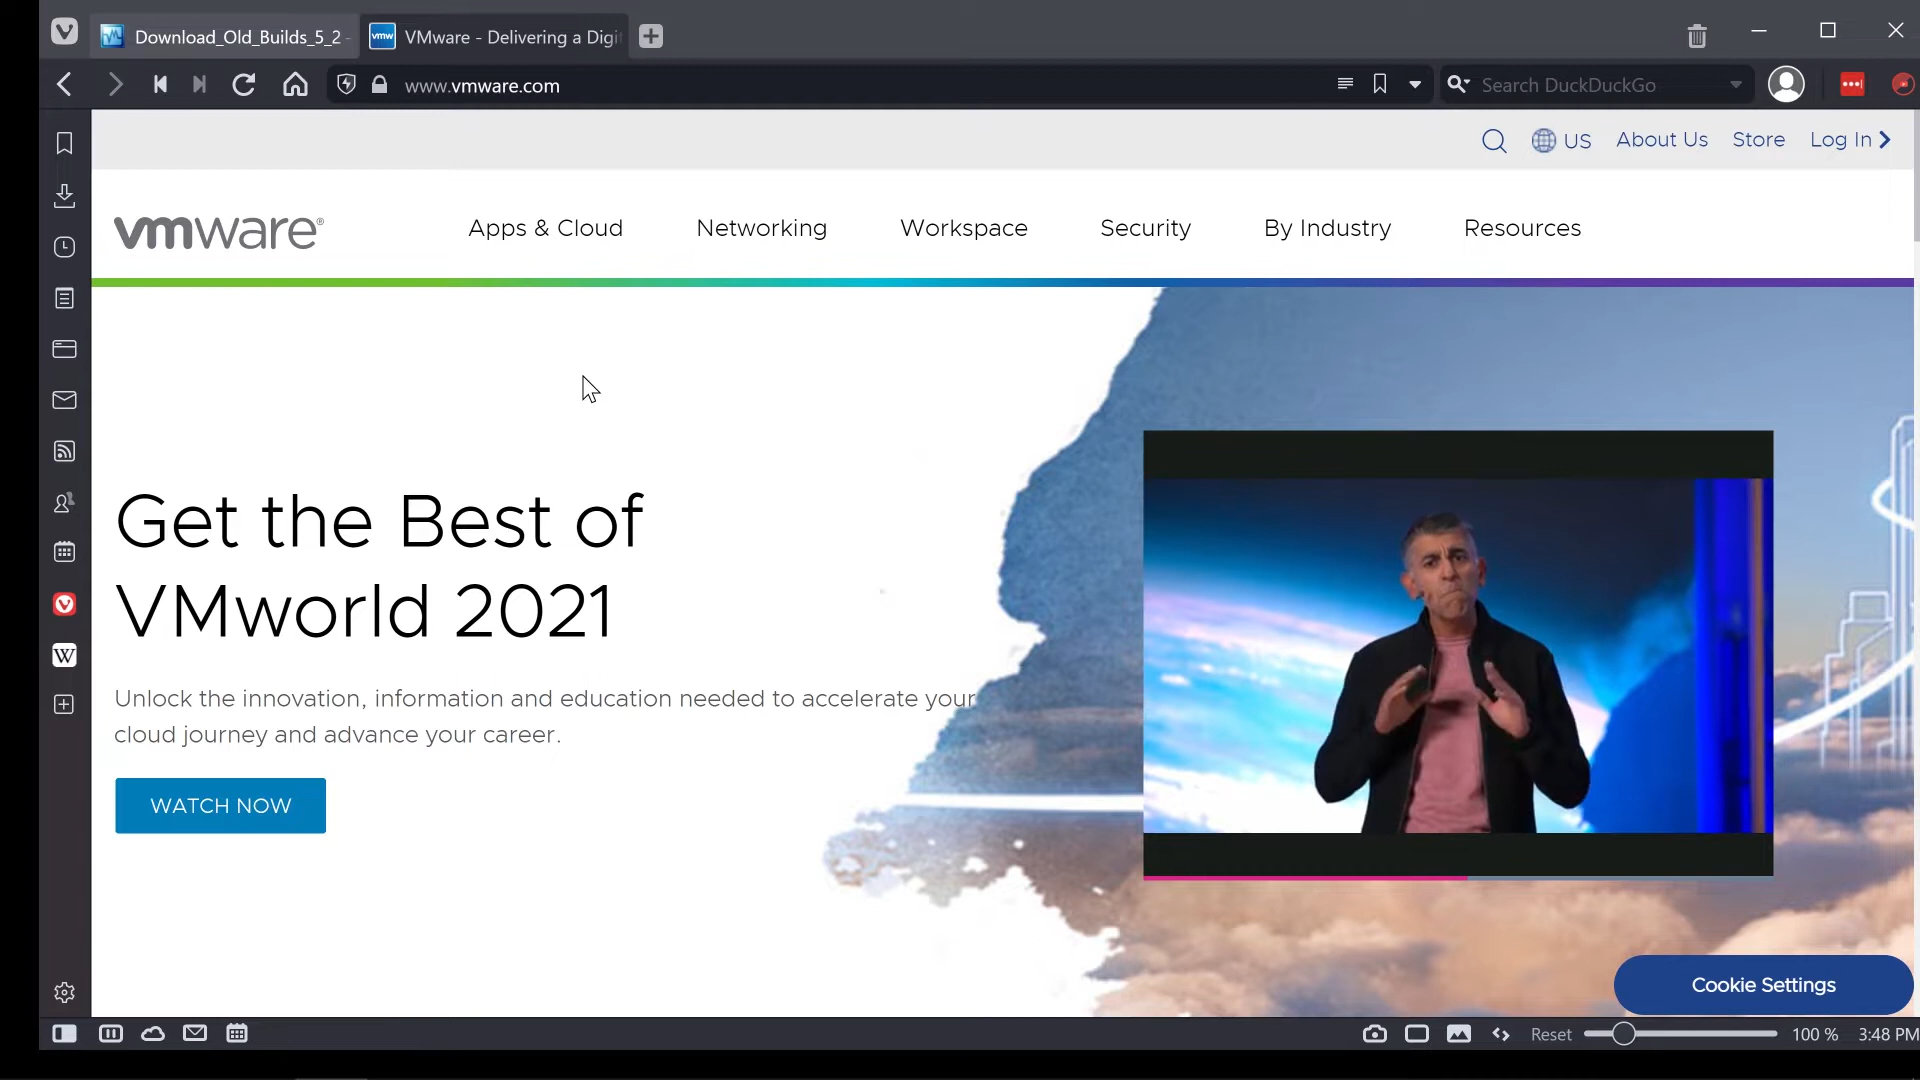 Download_Old_Builds_5_2 -
vmw
VMware - Delivering a Digi
www.vmware.com
Search DuckDuckGo
US
About Us
Store
Log In
vmware®
Apps & Cloud
Networking
Workspace
Security
By Industry
Resources
Get the Best of
VMworld 2021
Unlock the innovation, information and education needed to accelerate your
cloud journey and advance your career.
WATCH NOW
W
Cookie Settings
Reset
100 %
3:48 PM